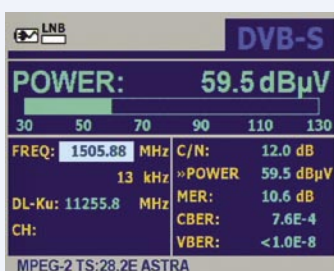 LNB
DVB-S
POWER: 59.5 dBµV
30 50 70 90 110 130
FREQ: 1505.88 MHz
13 kHz
DL-Ku: 11255.8 MHz
CH:
C/N: 12.0 dB
»POWER 59.5 dBµV
MER: 10.6 dB
CBER: 7.6E-4
VBER: <1.0E-8
MPEG-2 TS:28.2E ASTRA